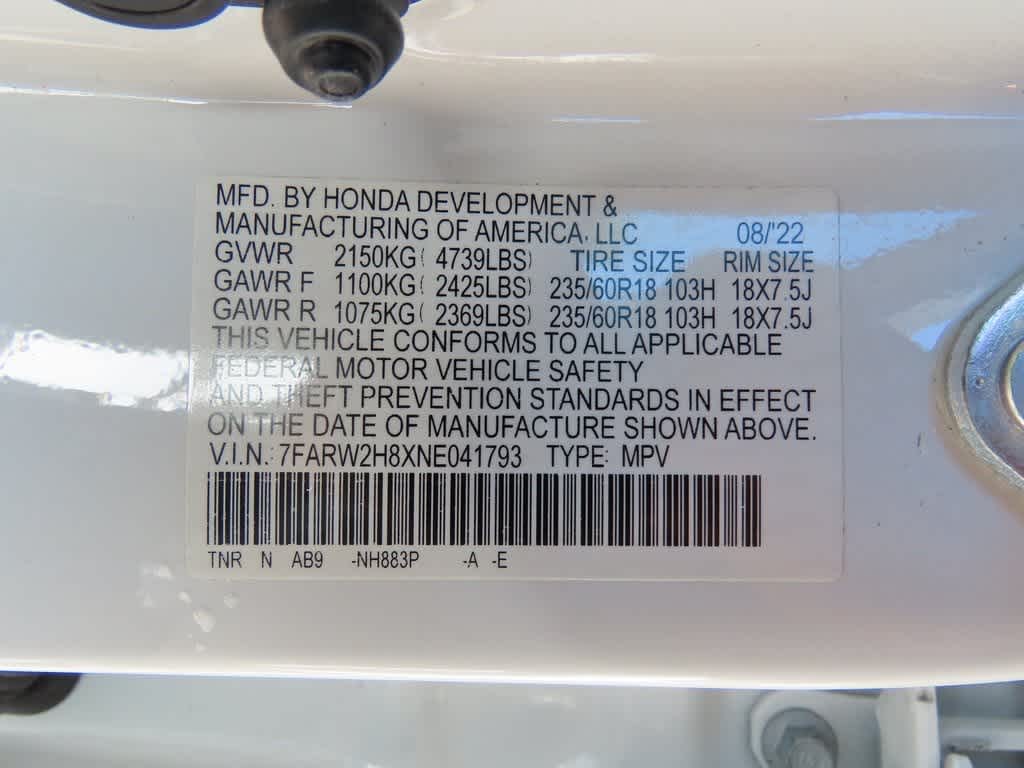 MFD. BY HONDA DEVELOPMENT &
MANUFACTURING OF AMERICA, LLC 08/'22
GVWR 2150KG( 4739LBS) TIRE SIZE RIM SIZE
GAWR F 1100KG( 2425LBS) 235/60R18 103H 18X7.5J
GAWR R 1075KG( 2369LBS) 235/60R18 103H 18X7.5J
THIS VEHICLE CONFORMS TO ALL APPLICABLE
FEDERAL MOTOR VEHICLE SAFETY
AND THEFT PREVENTION STANDARDS IN EFFECT
ON THE DATE OF MANUFACTURE SHOWN ABOVE.
V.I.N.: 7FARW2H8XNE041793 TYPE: MPV
TNR N AB9 -NH883P -A -E